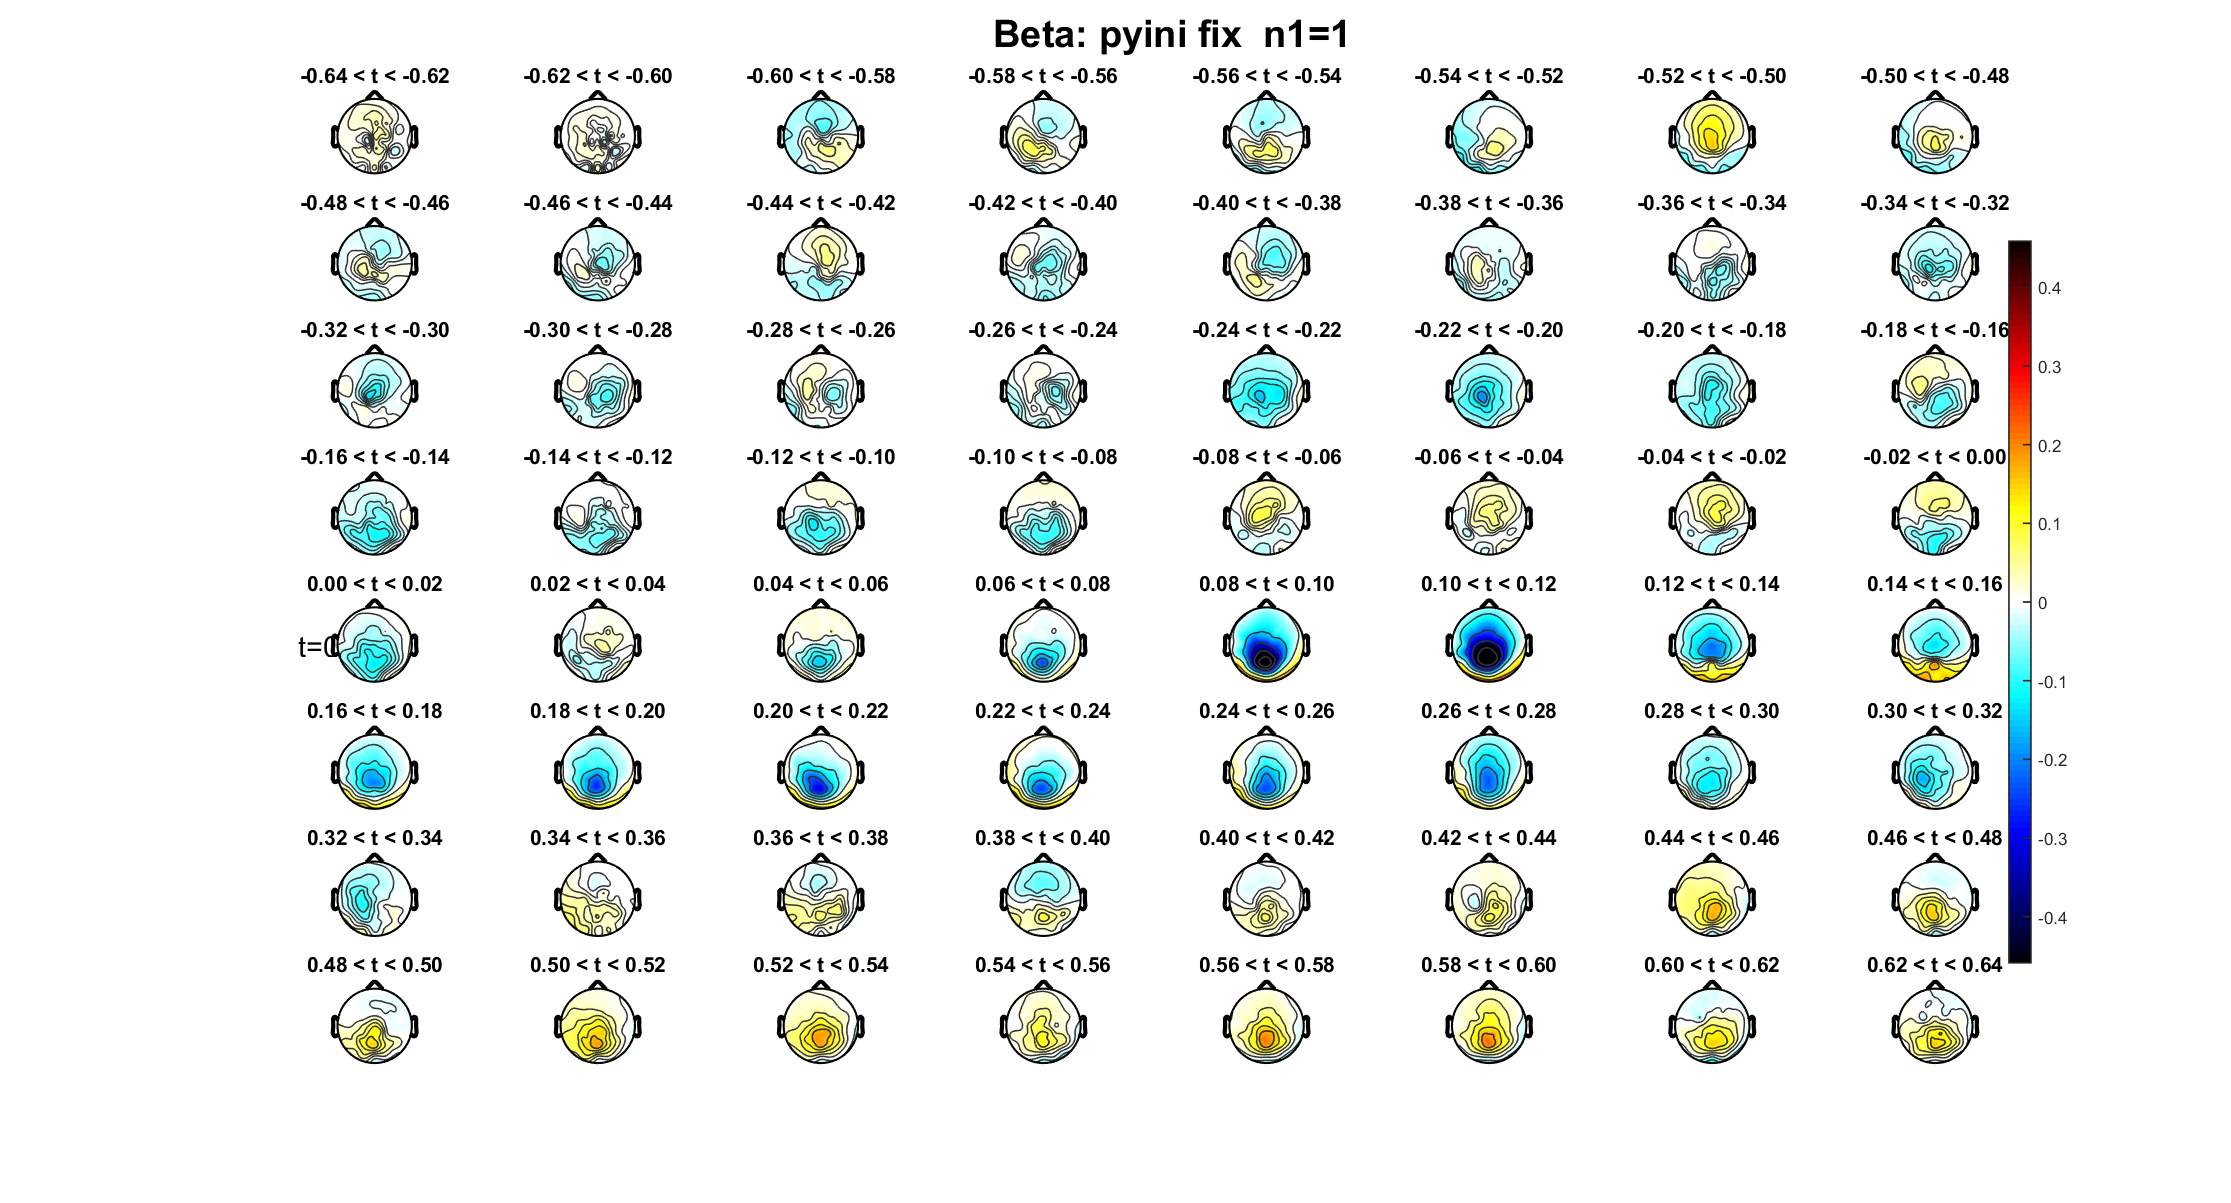 Beta: pyini fix  n1=1
-0.64 < t < -0.62 -0.62 < t < -0.60 -0.60 < t < -0.58 -0.58 < t < -0.56 -0.56 < t < -0.54 -0.54 < t < -0.52 -0.52 < t < -0.50 -0.50 < t < -0.48
-0.48 < t < -0.46 -0.46 < t < -0.44 -0.44 < t < -0.42 -0.42 < t < -0.40 -0.40 < t < -0.38 -0.38 < t < -0.36 -0.36 < t < -0.34 -0.34 < t < -0.32
-0.32 < t < -0.30 -0.30 < t < -0.28 -0.28 < t < -0.26 -0.26 < t < -0.24 -0.24 < t < -0.22 -0.22 < t < -0.20 -0.20 < t < -0.18 -0.18 < t < -0.16
-0.16 < t < -0.14 -0.14 < t < -0.12 -0.12 < t < -0.10 -0.10 < t < -0.08 -0.08 < t < -0.06 -0.06 < t < -0.04 -0.04 < t < -0.02 -0.02 < t < 0.00
0.00 < t < 0.02 0.02 < t < 0.04 0.04 < t < 0.06 0.06 < t < 0.08 0.08 < t < 0.10 0.10 < t < 0.12 0.12 < t < 0.14 0.14 < t < 0.16
t=0
0.16 < t < 0.18 0.18 < t < 0.20 0.20 < t < 0.22 0.22 < t < 0.24 0.24 < t < 0.26 0.26 < t < 0.28 0.28 < t < 0.30 0.30 < t < 0.32
0.32 < t < 0.34 0.34 < t < 0.36 0.36 < t < 0.38 0.38 < t < 0.40 0.40 < t < 0.42 0.42 < t < 0.44 0.44 < t < 0.46 0.46 < t < 0.48
0.48 < t < 0.50 0.50 < t < 0.52 0.52 < t < 0.54 0.54 < t < 0.56 0.56 < t < 0.58 0.58 < t < 0.60 0.60 < t < 0.62 0.62 < t < 0.64
0.4
0.3
0.2
0.1
0
-0.1
-0.2
-0.3
-0.4